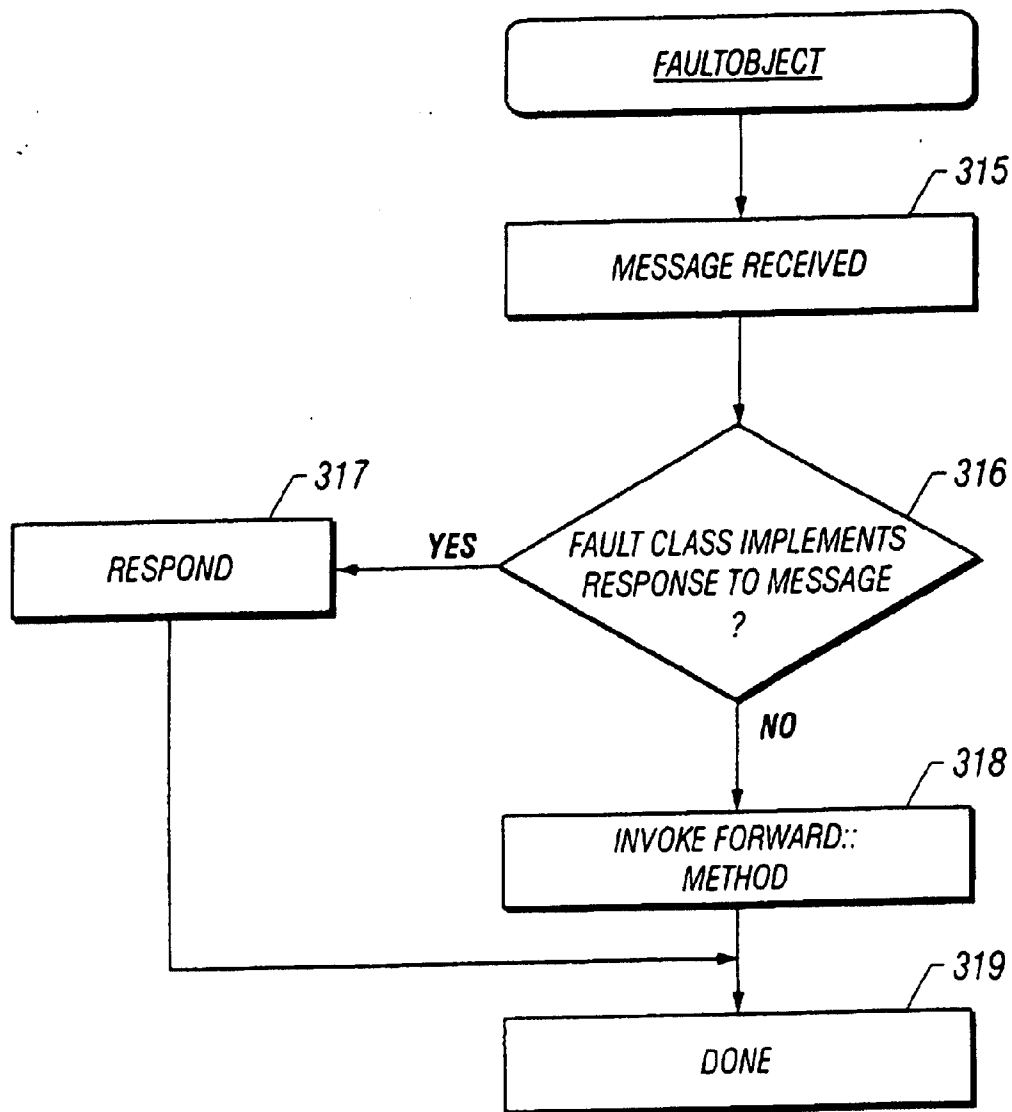 FAULTOBJECT
315
MESSAGE RECEIVED
316
FAULT CLASS IMPLEMENTS
RESPONSE TO MESSAGE
?
YES
317
RESPOND
NO
318
INVOKE FORWARD::
METHOD
319
DONE